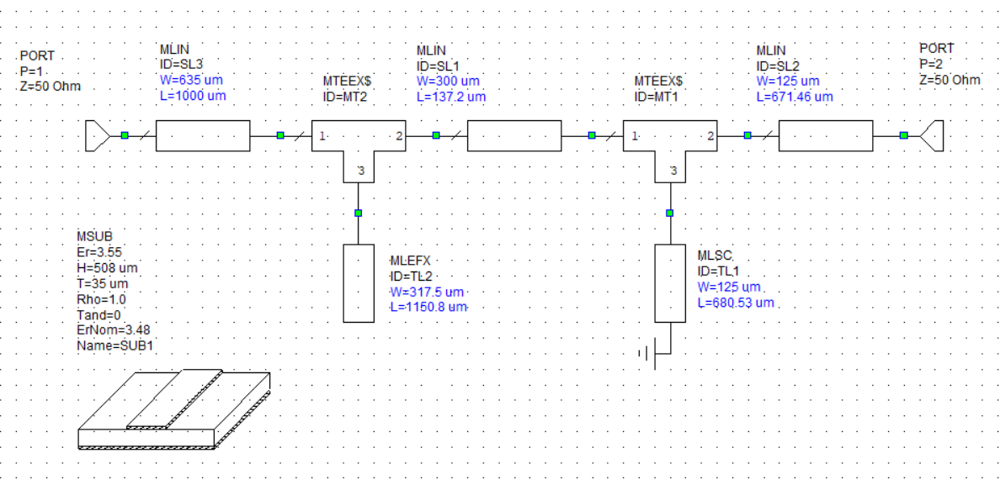 PORT
P=1
Z=50 Ohm
MLIN
ID=SL3
W=635 um
L=1000 um
MTEEX$
ID=MT2
MLIN
ID=SL1
W=300 um
L=137.2 um
MTEEX$
ID=MT1
MLIN
ID=SL2
W=125 um
L=671.46 um
PORT
P=2
Z=50 Ohm
1
2
3
1
2
3
MSUB
Er=3.55
H=508 um
T=35 um
Rho=1.0
Tand=0
ErNom=3.48
Name=SUB1
MLEFX
ID=TL2
W=317.5 um
L=1150.8 um
MLSC
ID=TL1
W=125 um
L=680.53 um